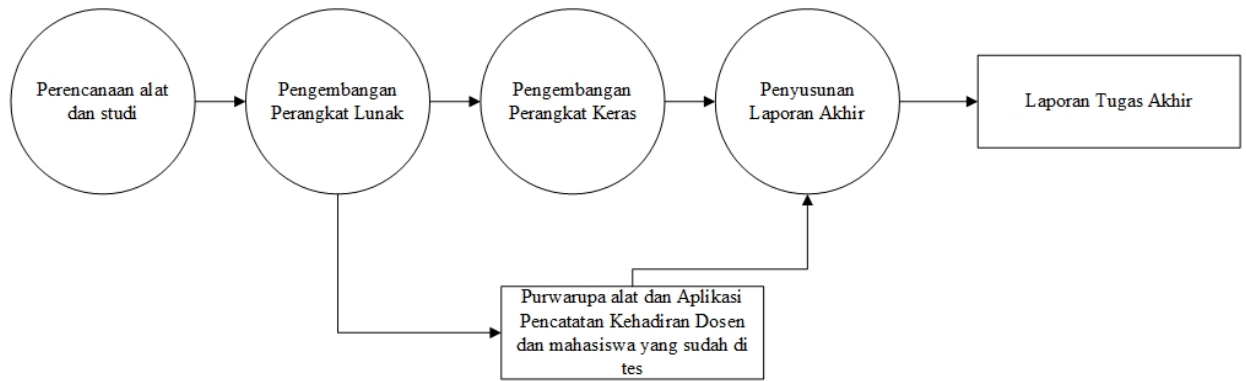 Perencanaan alat
dan studi
Pengembangan
Perangkat Lunak
Pengembangan
Perangkat Keras
Penyusunan
Laporan Akhir
Laporan Tugas Akhir
Purwarupa alat dan Aplikasi
Pencatatan Kehadiran Dosen
dan mahasiswa yang sudah di
tes